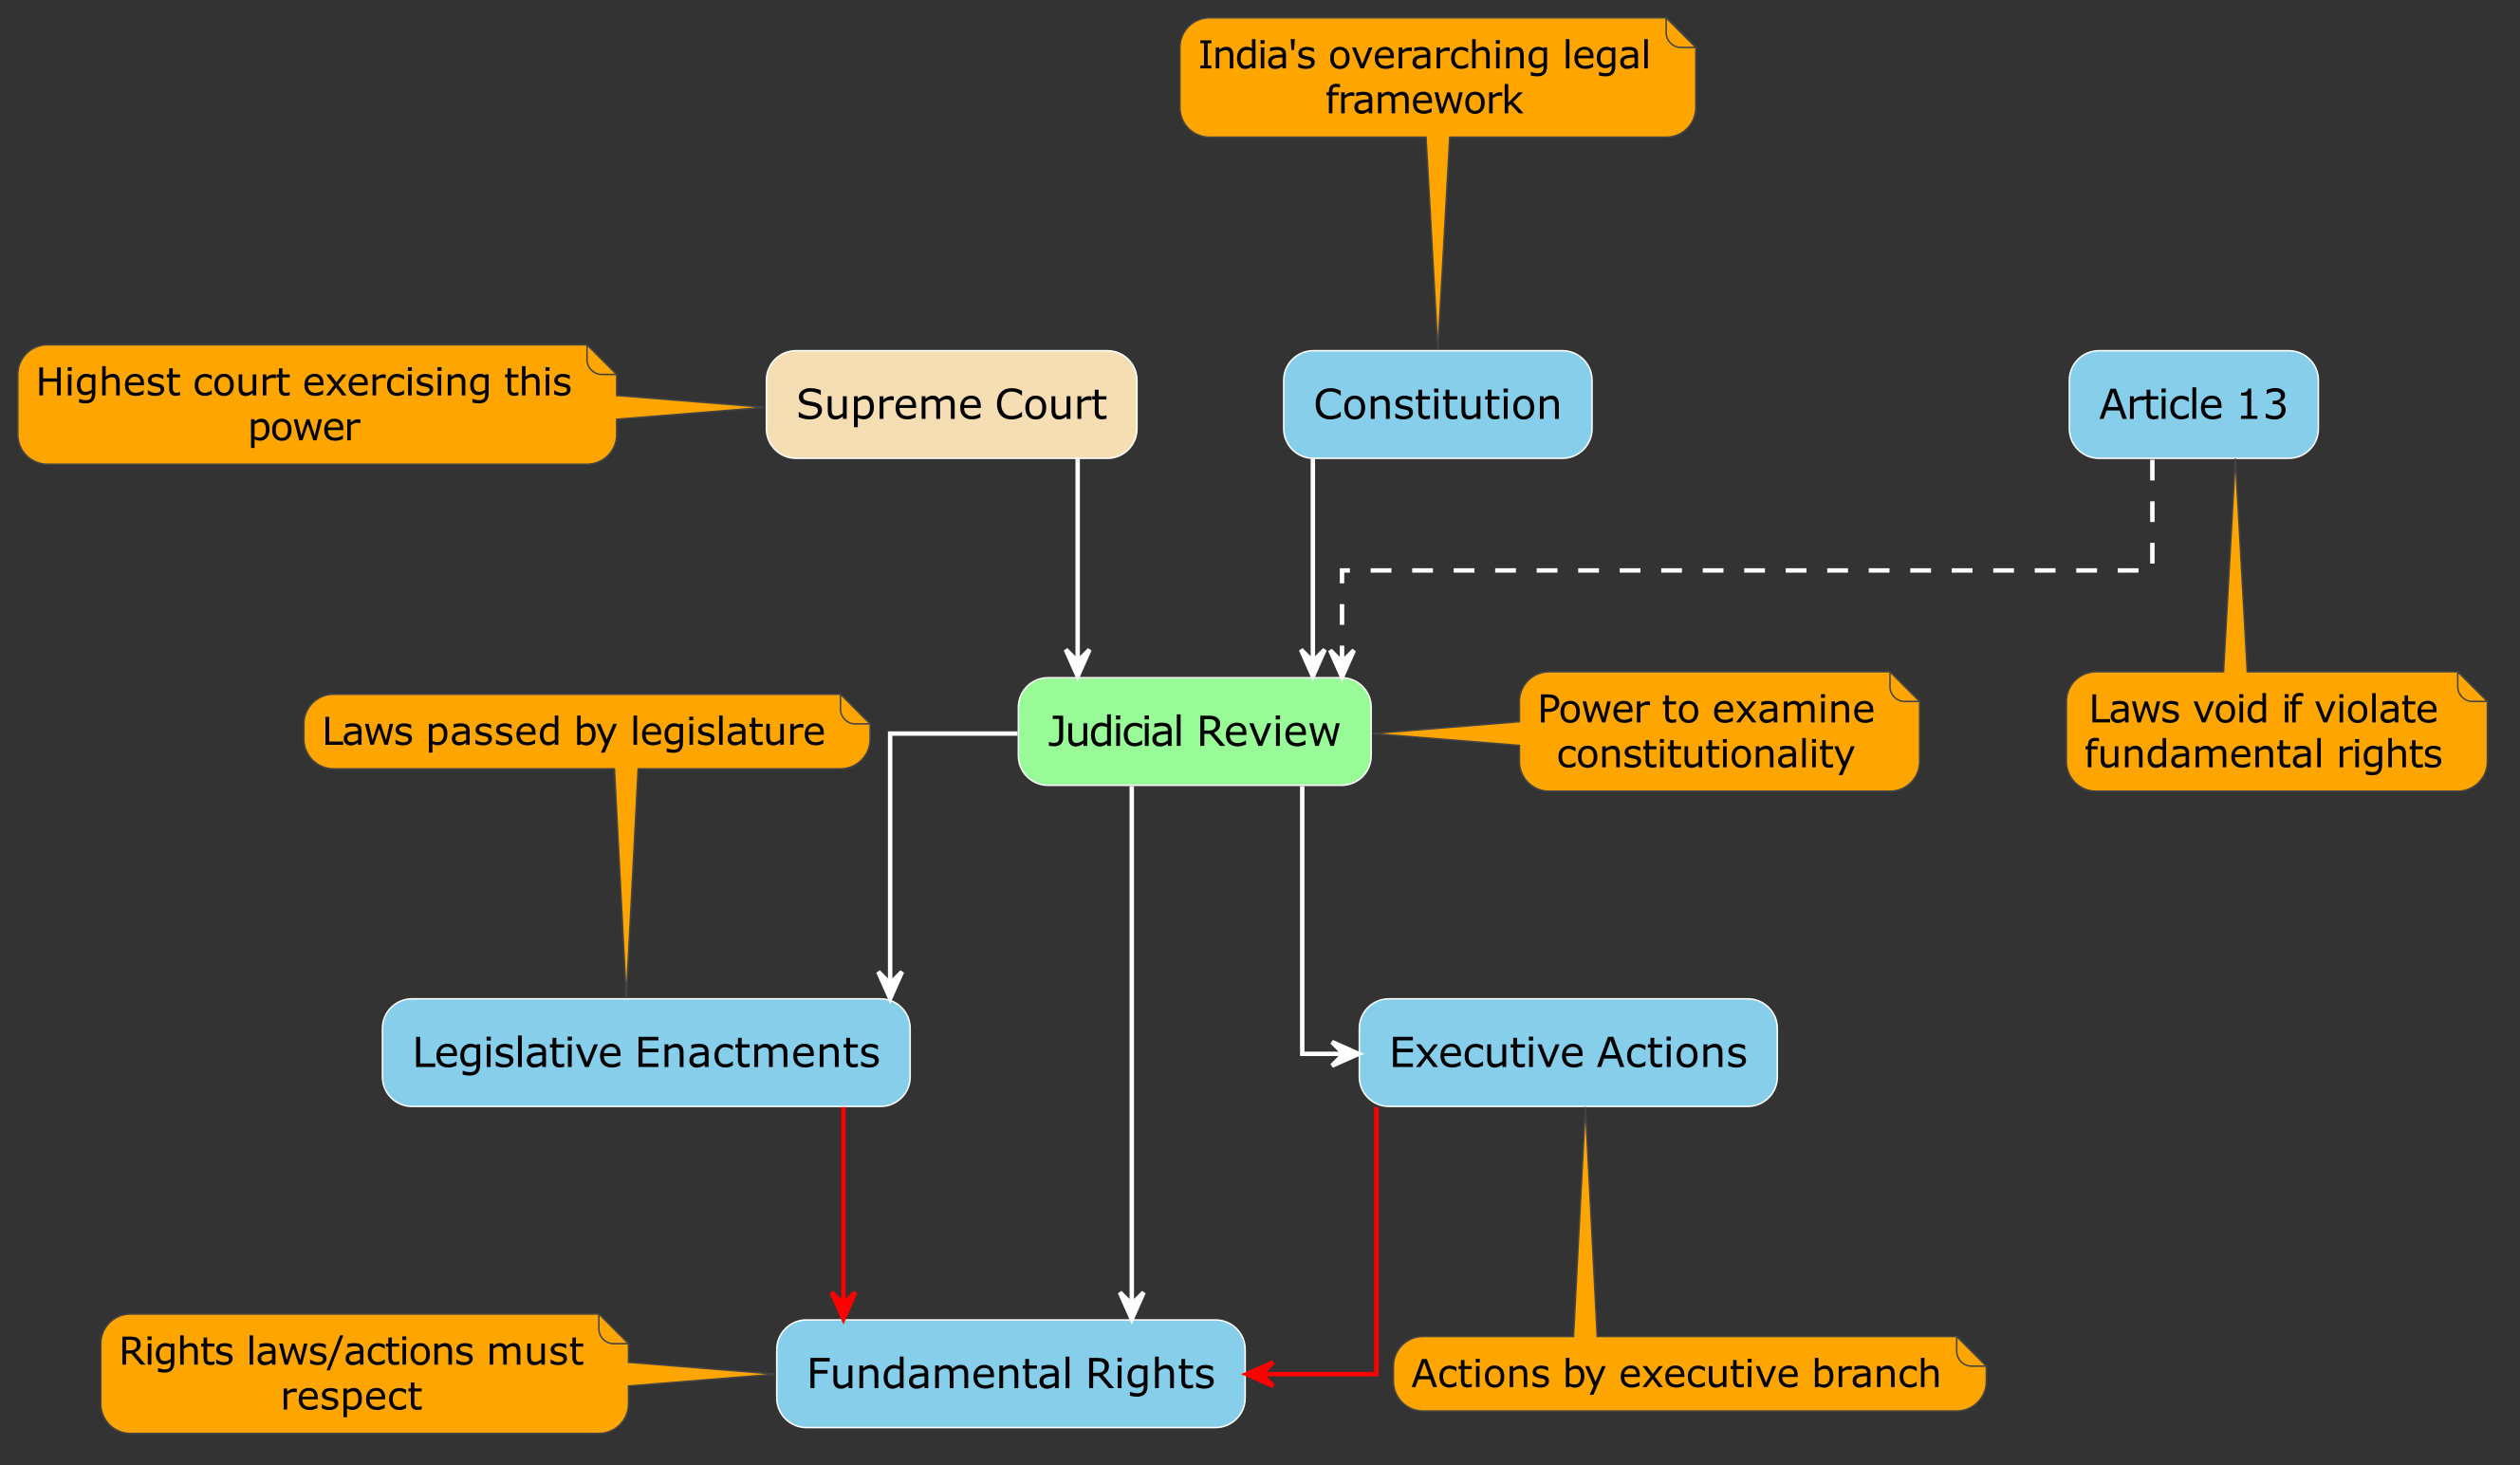 India's overarching legal
framework
Highest court exercising this
power
Supreme Court
Constitution
Article 13
Laws passed by legislature
Judicial Review
Power to examine
constitutionality
Laws void if violate
fundamental rights
Legislative Enactments
Executive Actions
Rights laws/actions must
respect
Fundamental Rights
Actions by executive branch